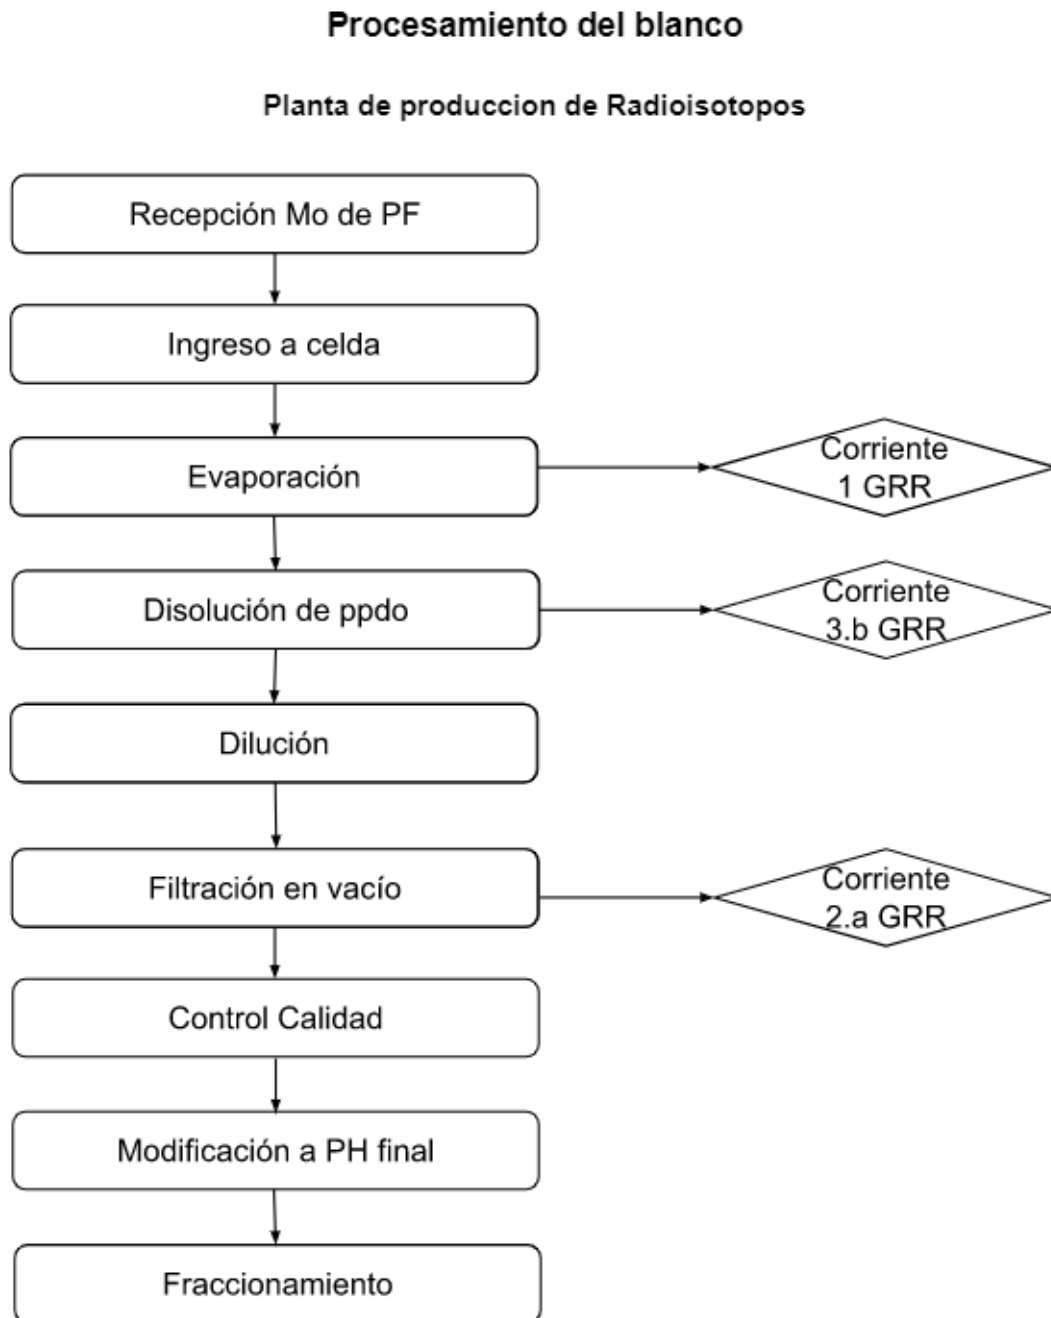 Procesamiento del blanco
Planta de produccion de Radioisotopos
Recepción Mo de PF
Ingreso a celda
Evaporación
Corriente
1 GRR
Disolución de ppdo
Corriente
3.b GRR
Dilución
Filtración en vacío
Corriente
2.a GRR
Control Calidad
Modificación a PH final
Fraccionamiento